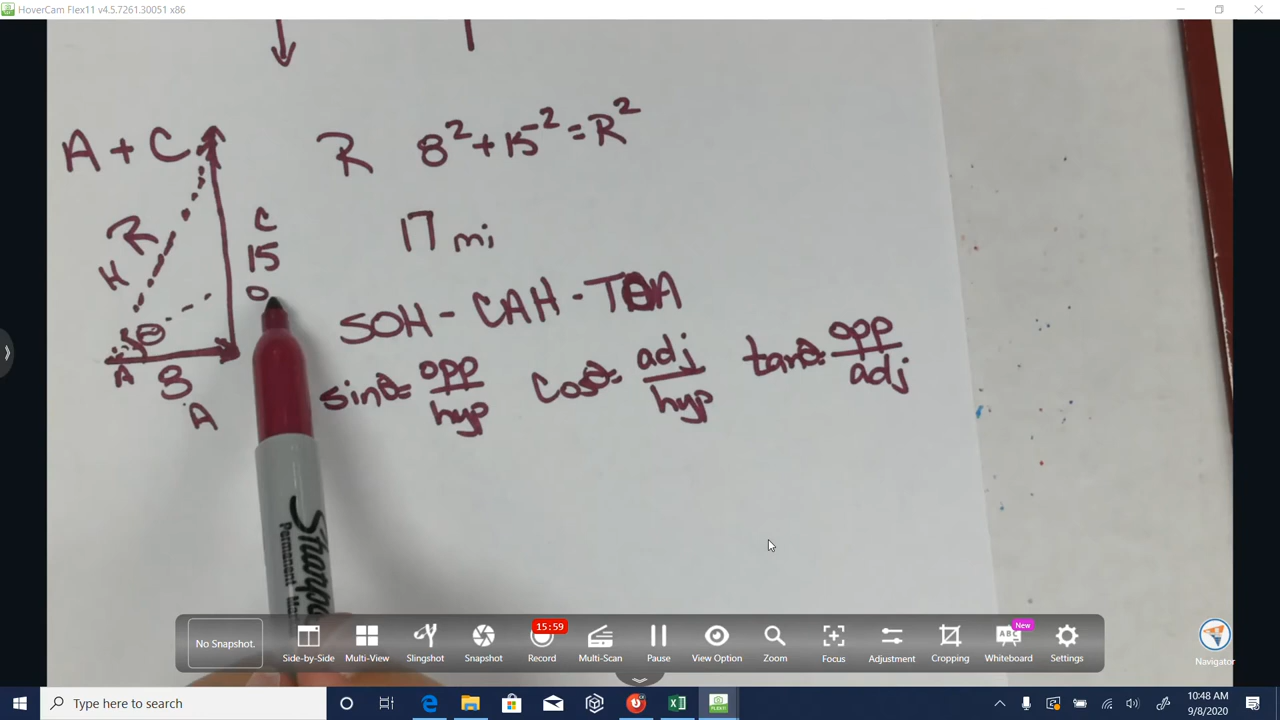 HoverCam Flex11 v4.5.7261.30051 x86
A + C
R 8² + 15² = R²
R
C
15
O
H
17 mi
SOH - CAH - TOA
θ
A
8
A
sinθ = opp/hyp cosθ = adj/hyp tanθ = opp/adj
Sharpie
Permanent Ma
No Snapshot.
Side-by-Side
Multi-View
Slingshot
Snapshot
15:59
Record
Multi-Scan
Pause
View Option
Zoom
Focus
Adjustment
Cropping
New
ABC
Whiteboard
Settings
Navigator
Type here to search
FLEX11
10:48 AM
9/8/2020